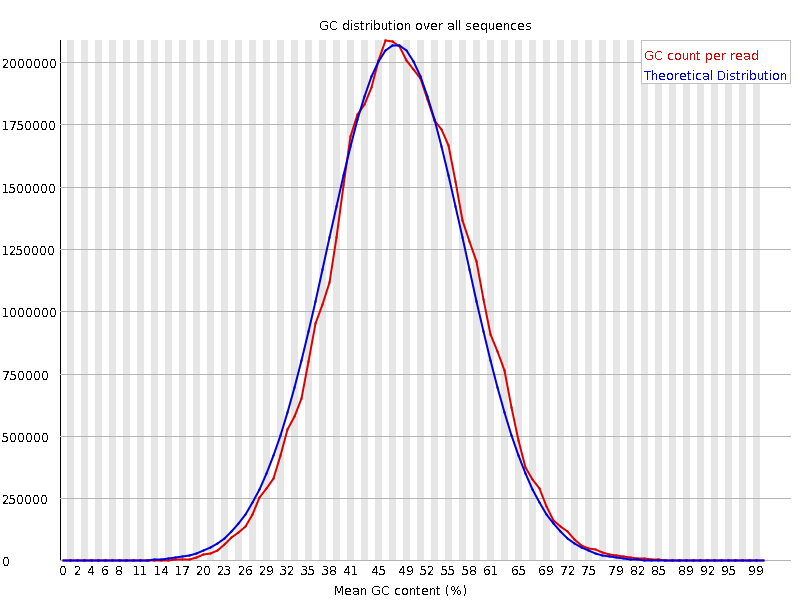 GC distribution over all sequences
GC count per read
Theoretical Distribution
2000000
1750000
1500000
1250000
1000000
750000
500000
250000
0
0 2 4 6 8 11 14 17 20 23 26 29 32 35 38 41 45 49 52 55 58 61 65 69 72 75 79 82 85 89 92 95 99
Mean GC content (%)